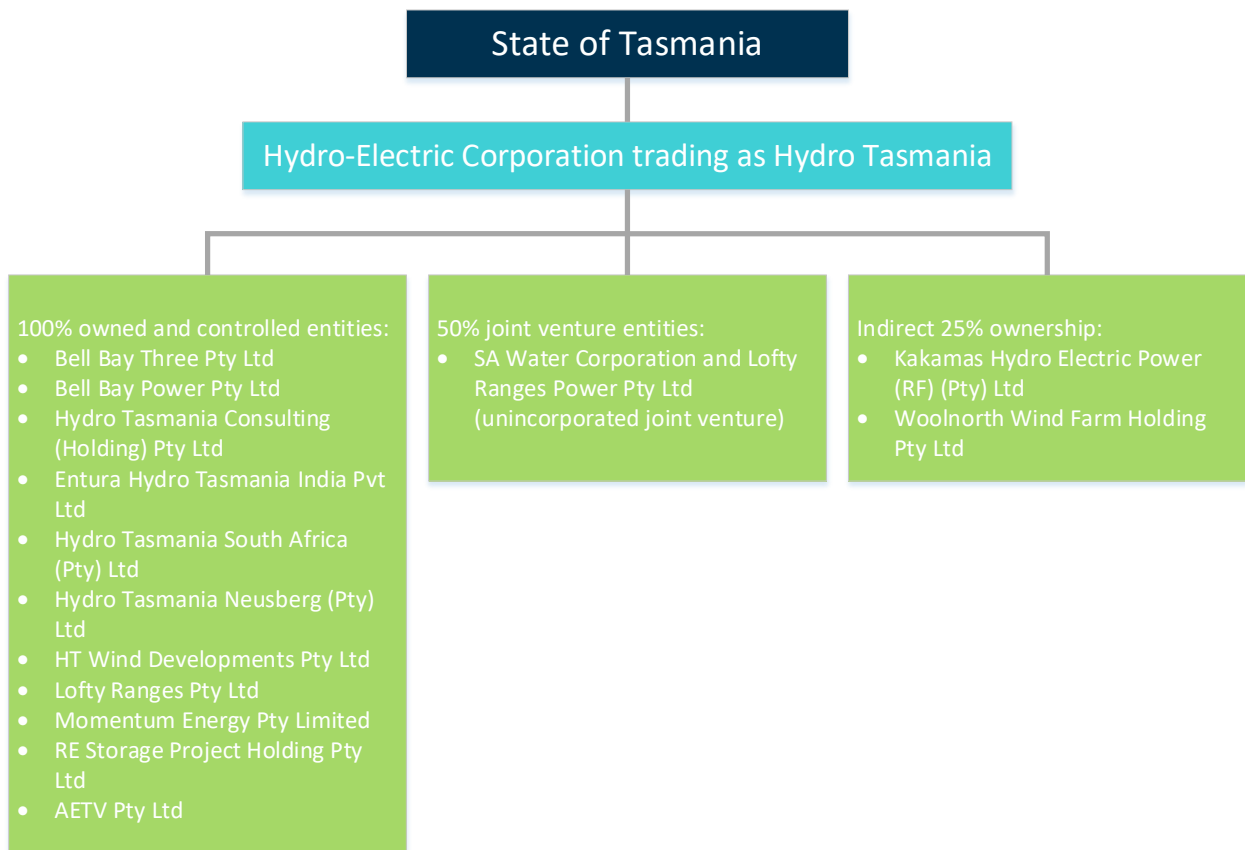 State of Tasmania
Hydro-Electric Corporation trading as Hydro Tasmania
100% owned and controlled entities:
• Bell Bay Three Pty Ltd
• Bell Bay Power Pty Ltd
• Hydro Tasmania Consulting
(Holding) Pty Ltd
• Entura Hydro Tasmania India Pvt
Ltd
• Hydro Tasmania South Africa
(Pty) Ltd
• Hydro Tasmania Neusberg (Pty)
Ltd
• HT Wind Developments Pty Ltd
• Lofty Ranges Pty Ltd
• Momentum Energy Pty Limited
• RE Storage Project Holding Pty
Ltd
• AETV Pty Ltd
50% joint venture entities:
• SA Water Corporation and Lofty
Ranges Power Pty Ltd
(unincorporated joint venture)
Indirect 25% ownership:
• Kakamas Hydro Electric Power
(RF) (Pty) Ltd
• Woolnorth Wind Farm Holding
Pty Ltd